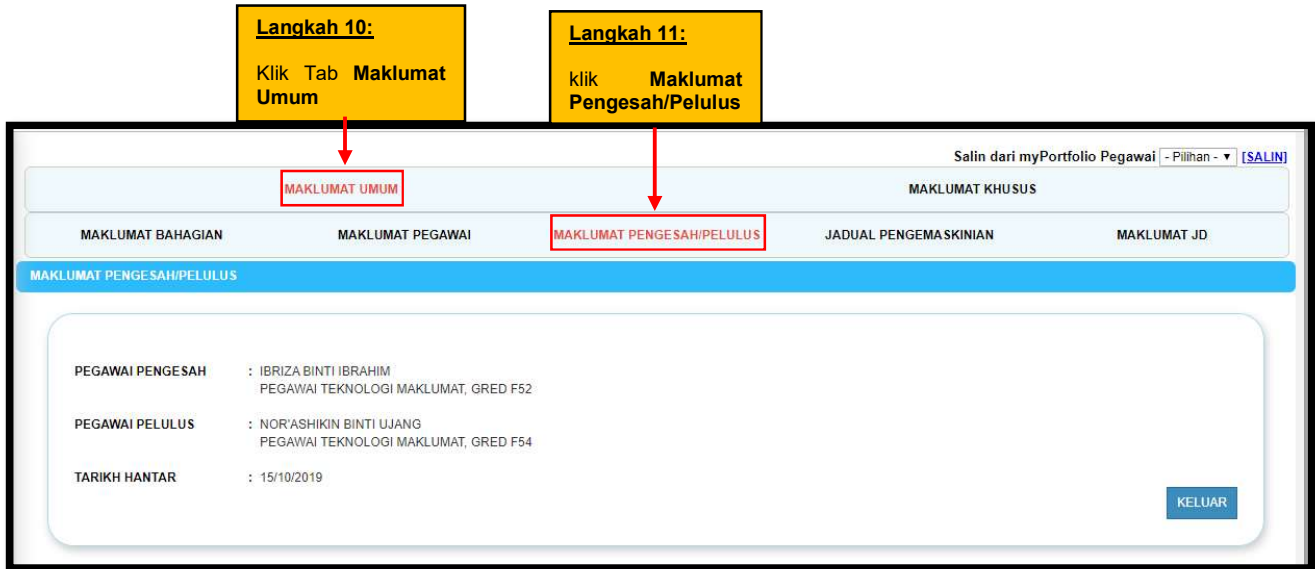 Langkah 10:
Klik Tab Maklumat
Umum
Langkah 11:
klik Maklumat
Pengesah/Pelulus
Salin dari myPortfolio Pegawai - Pilihan - ▼ [SALIN]
MAKLUMAT UMUM MAKLUMAT KHUSUS
MAKLUMAT BAHAGIAN MAKLUMAT PEGAWAI MAKLUMAT PENGESAH/PELULUS JADUAL PENGEMASKINIAN MAKLUMAT JD
MAKLUMAT PENGESAH/PELULUS
PEGAWAI PENGESAH : IBRIZA BINTI IBRAHIM
PEGAWAI TEKNOLOGI MAKLUMAT, GRED F52
PEGAWAI PELULUS : NOR'ASHIKIN BINTI UJANG
PEGAWAI TEKNOLOGI MAKLUMAT, GRED F54
TARIKH HANTAR : 15/10/2019
KELUAR